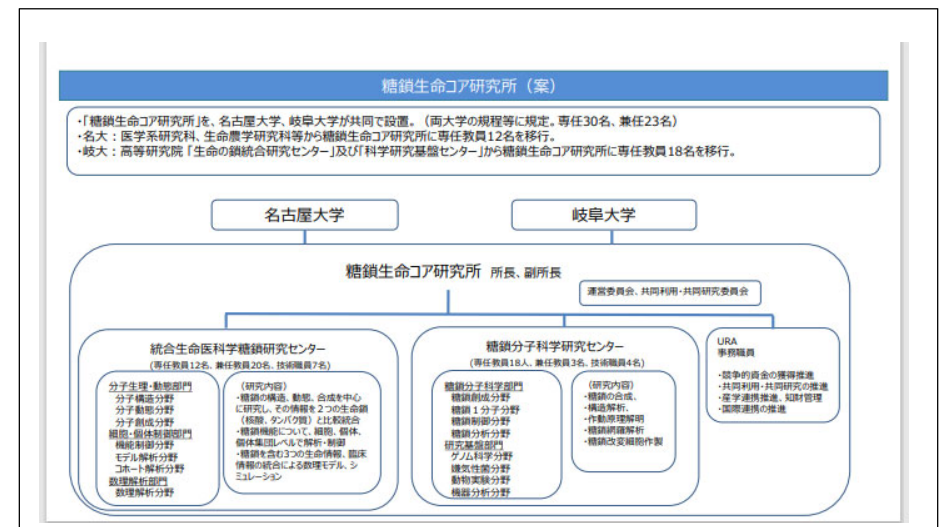 糖鎖生命コア研究所（案）
・「糖鎖生命コア研究所」を、名古屋大学、岐阜大学が共同で設置。（両大学の規程等に規定。専任30名、兼任23名）
・名大：医学系研究科、生命農学研究科等から糖鎖生命コア研究所に専任教員12名を移行。
・岐大：高等研究院「生命の鎖統合研究センター」及び「科学研究基盤センター」から糖鎖生命コア研究所に専任教員18名を移行。
名古屋大学
岐阜大学
糖鎖生命コア研究所 所長、副所長
運営委員会、共同利用・共同研究委員会
統合生命医科学糖鎖研究センター
(専任教員12名、兼任教員20名、技術職員7名)
分子生理・動態部門
分子構造分野
分子動態分野
分子創成分野
細胞・個体制御部門
機能制御分野
モデル解析分野
コホート解析分野
数理解析部門
数理解析分野
（研究内容）
・糖鎖の構造、動態、合成を中心
に研究し、その情報を２つの生命鎖
（核酸、タンパク質）と比較統合
・糖鎖機能について、細胞、個体、
個体集団レベルで解析・制御
・糖鎖を含む3つの生命情報、臨床
情報の統合による数理モデル、シ
ミュレーション
糖鎖分子科学研究センター
(専任教員18人、兼任教員3名、技術職員4名)
糖鎖分子科学部門
糖鎖創成分野
糖鎖１分子分野
糖鎖制御分野
糖鎖分析分野
研究基盤部門
ゲノム科学分野
嫌気性菌分野
動物実験分野
機器分析分野
（研究内容）
・糖鎖の合成、
・構造解析、
・作動原理解明
・糖鎖網羅解析
・糖鎖改変細胞作製
URA
事務職員
・競争的資金の獲得推進
・共同利用・共同研究の推進
・産学連携推進、知財管理
・国際連携の推進